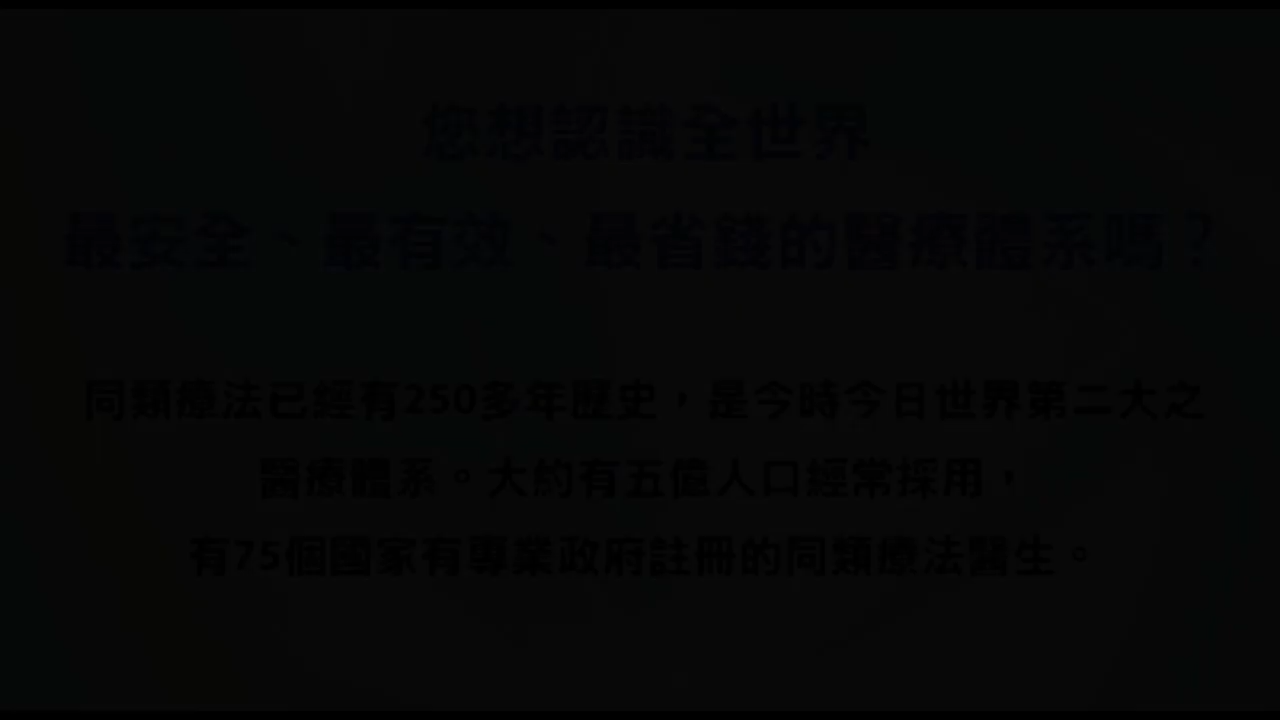 您想認識全世界
最安全、最有效、最省錢的醫療體系嗎？
同類療法已經有250多年歷史，是今時今日世界第二大之
醫療體系。大約有五億人口經常採用，
有75個國家有專業政府註冊的同類療法醫生。